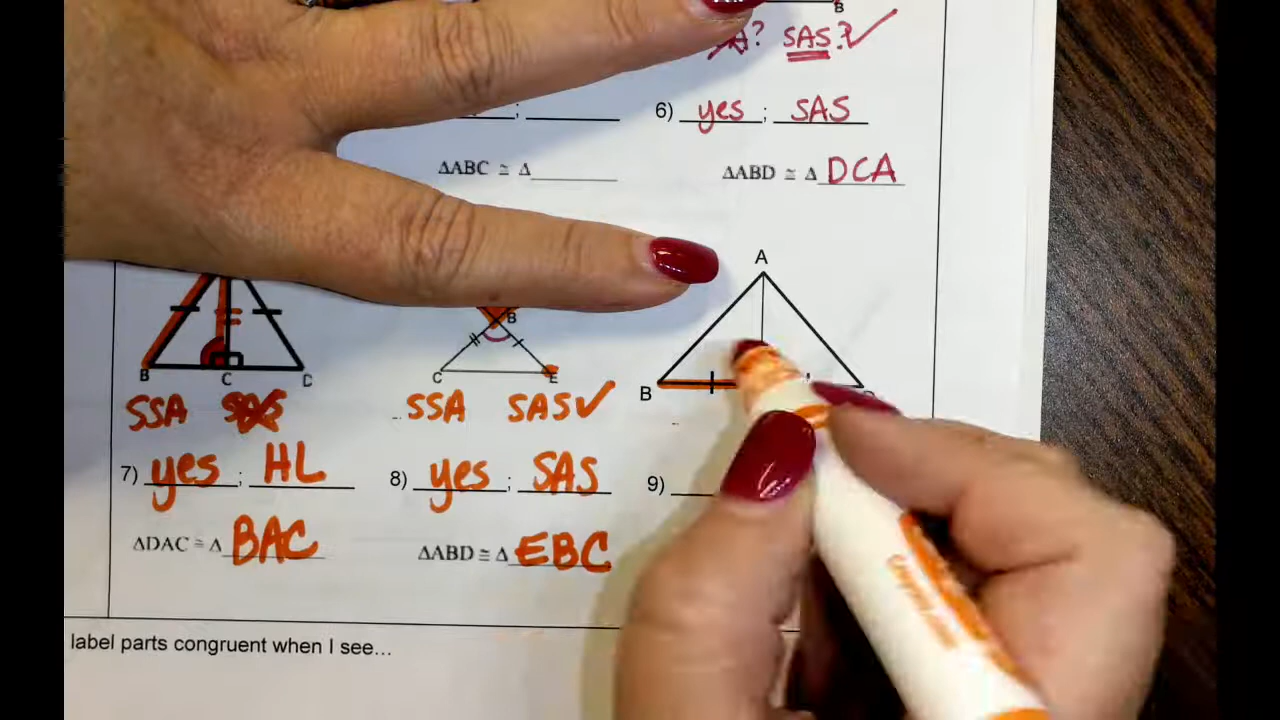 B
A? SAS?✓
; 6) yes ; SAS
ΔABC ≅ Δ ΔABD ≅ Δ DCA
A
B
B C D C E B
SSA SAS SSA SAS✓
7) yes ; HL 8) yes ; SAS 9)
ΔDAC ≅ Δ BAC ΔABD ≅ Δ EBC
label parts congruent when I see...